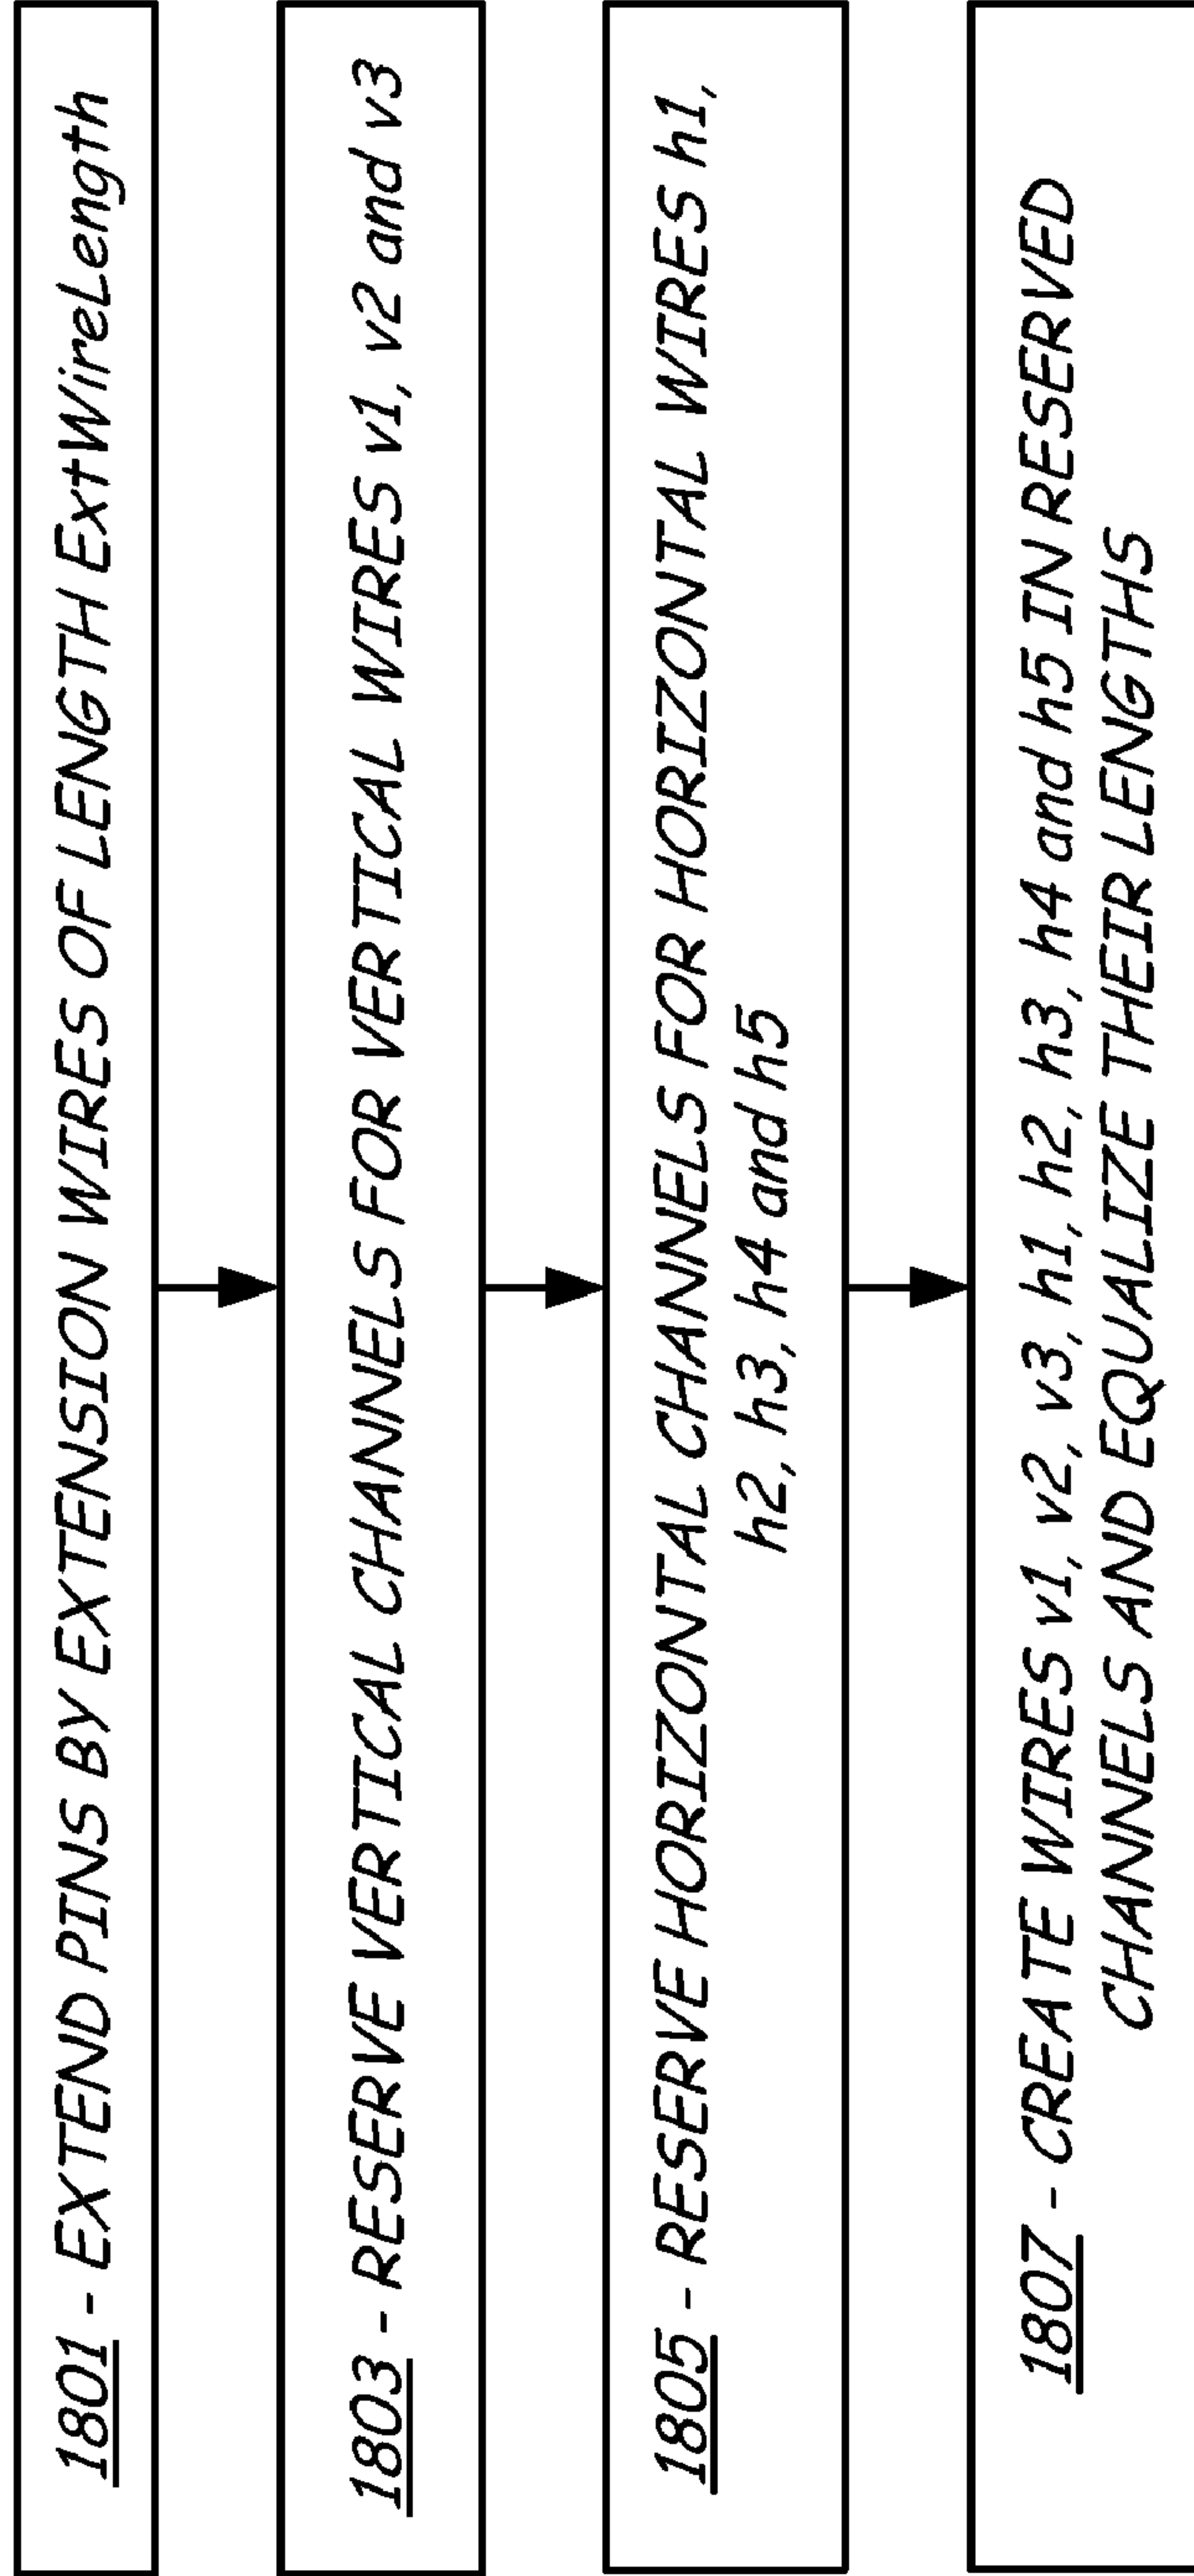 1801 - EXTEND PINS BY EXTENSION WIRES OF LENGTH ExtWireLength
1803 - RESERVE VERTICAL CHANNELS FOR VERTICAL WIRES v1, v2 and v3
1805 - RESERVE HORIZONTAL CHANNELS FOR HORIZONTAL WIRES h1,
h2, h3, h4 and h5
1807 - CREATE WIRES v1, v2, v3, h1, h2, h3, h4 and h5 IN RESERVED
CHANNELS AND EQUALIZE THEIR LENGTHS